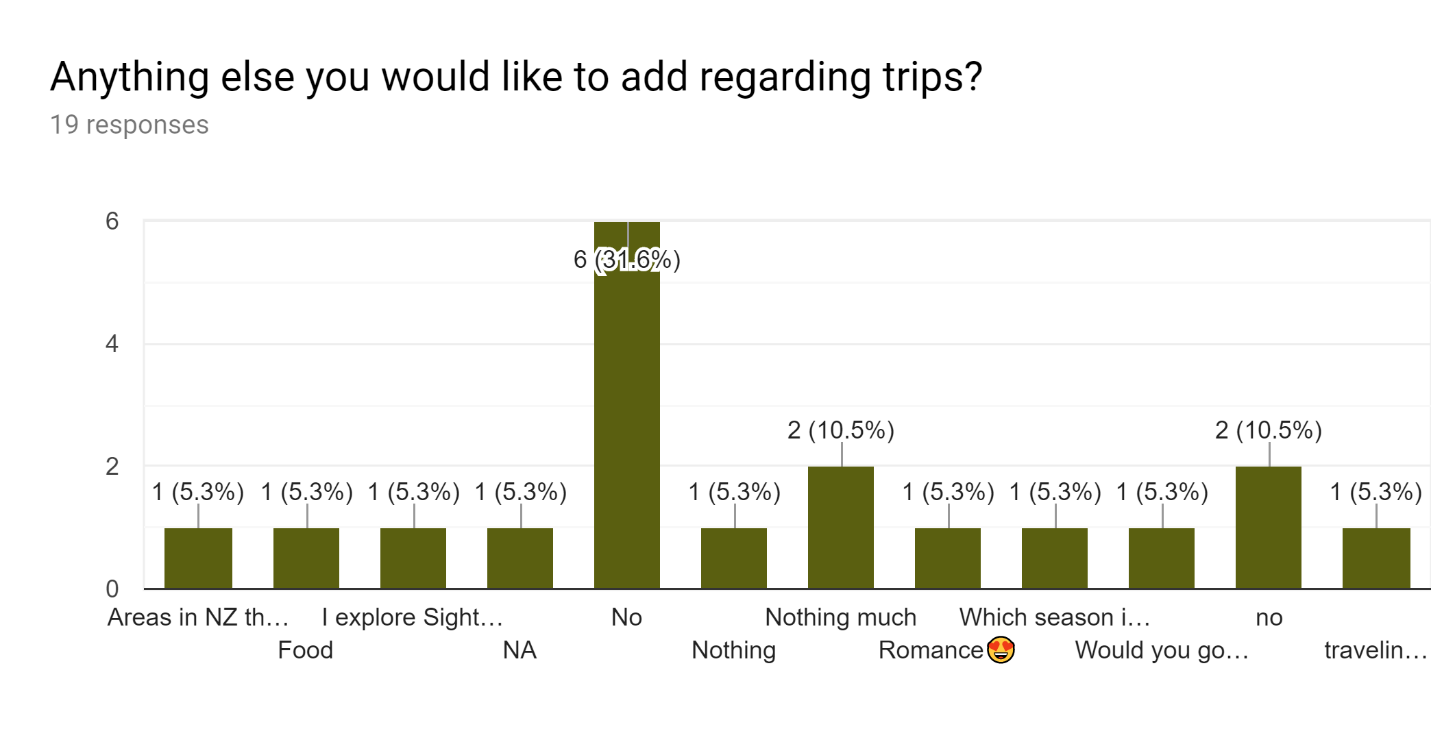 Anything else you would like to add regarding trips?
19 responses
6
4
2
0
1 (5.3%)
1 (5.3%)
1 (5.3%)
1 (5.3%)
6 (31.6%)
1 (5.3%)
2 (10.5%)
1 (5.3%)
1 (5.3%)
1 (5.3%)
2 (10.5%)
1 (5.3%)
Areas in NZ th…
Food
I explore Sight…
NA
No
Nothing
Nothing much
Romance😍
Which season i…
Would you go…
no
travelin…